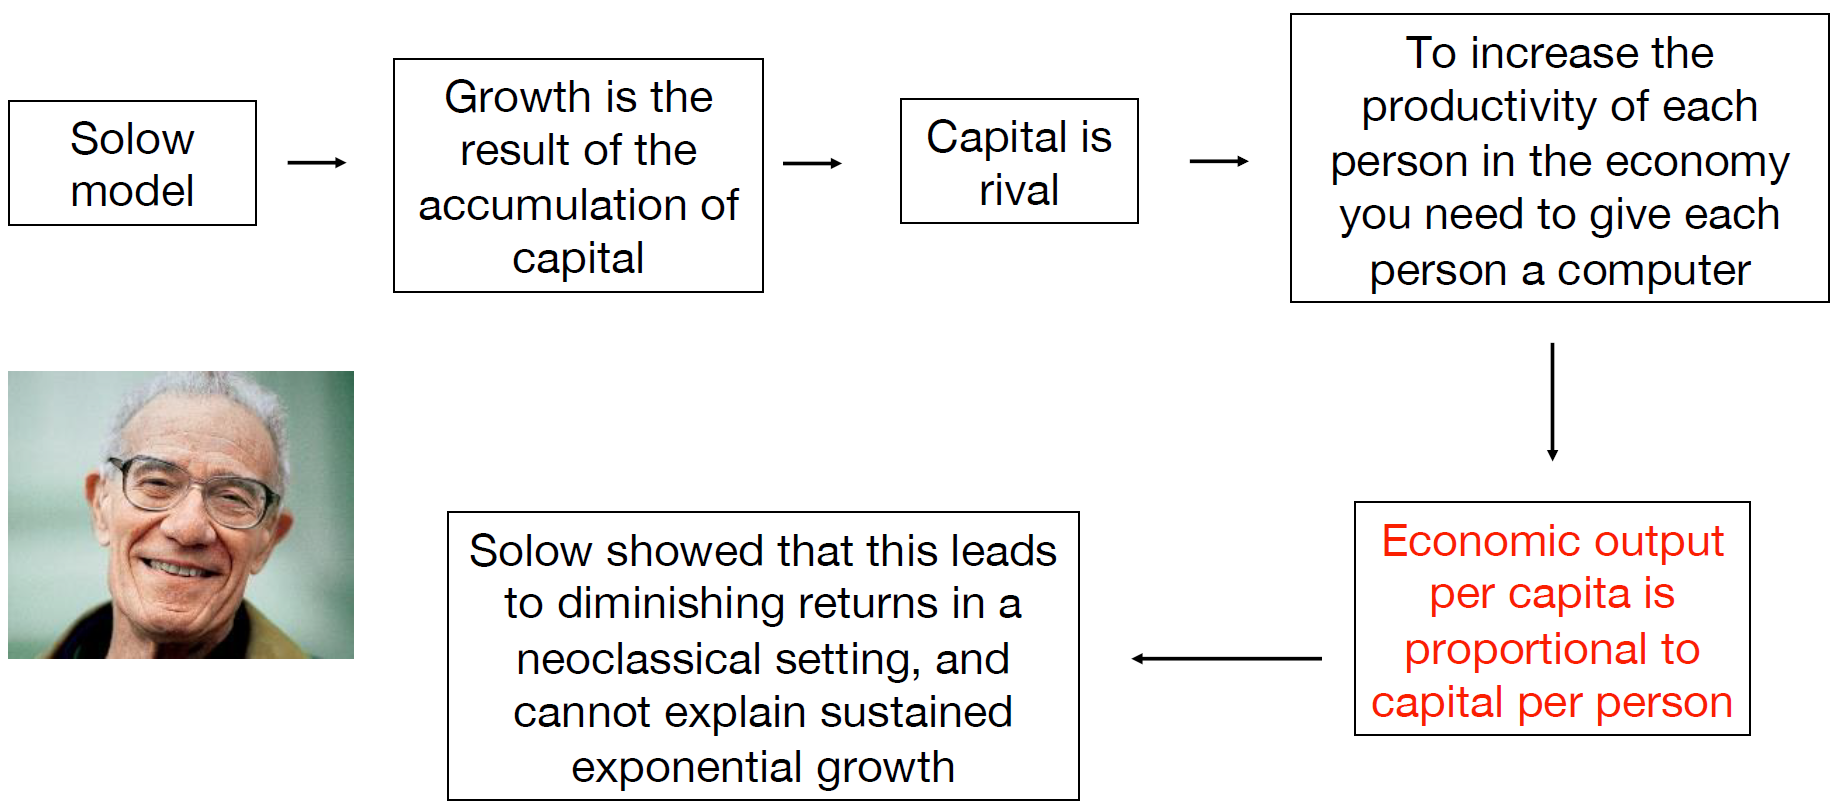 Solow
model
Growth is the
result of the
accumulation of
capital
Capital is
rival
To increase the
productivity of each
person in the economy
you need to give each
person a computer
Economic output
per capita is
proportional to
capital per person
Solow showed that this leads
to diminishing returns in a
neoclassical setting, and
cannot explain sustained
exponential growth